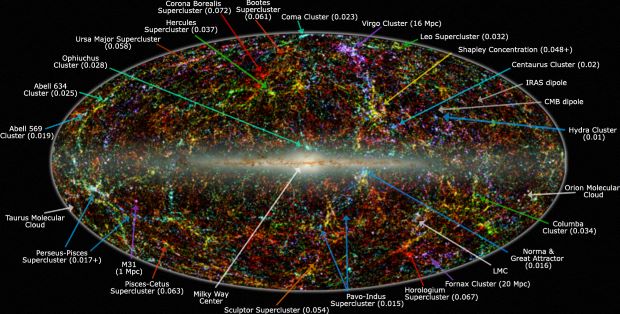 Corona Borealis
Supercluster (0.072)
Bootes
Supercluster
(0.061)
Coma Cluster (0.023)
Virgo Cluster (16 Mpc)
Hercules
Supercluster
(0.037)
Leo Supercluster (0.032)
Ursa Major Supercluster
(0.058)
Shapley Concentration (0.048+)
Ophiuchus
Cluster (0.028)
Centaurus Cluster (0.02)
IRAS dipole
Abell 634
Cluster (0.025)
CMB dipole
Abell 569
Cluster (0.019)
Hydra Cluster
(0.01)
Orion Molecular
Cloud
Taurus Molecular
Cloud
Columba
Cluster
(0.034)
Perseus-Pisces
Supercluster
(0.017+)
Norma &
Great Attractor
(0.016)
M31
(1 Mpc)
LMC
Pisces-Cetus
Supercluster (0.063)
Milky Way
Center
Sculptor Supercluster (0.054)
Pavo-Indus
Supercluster (0.015)
Horologium
Supercluster (0.067)
Fornax Cluster (20 Mpc)